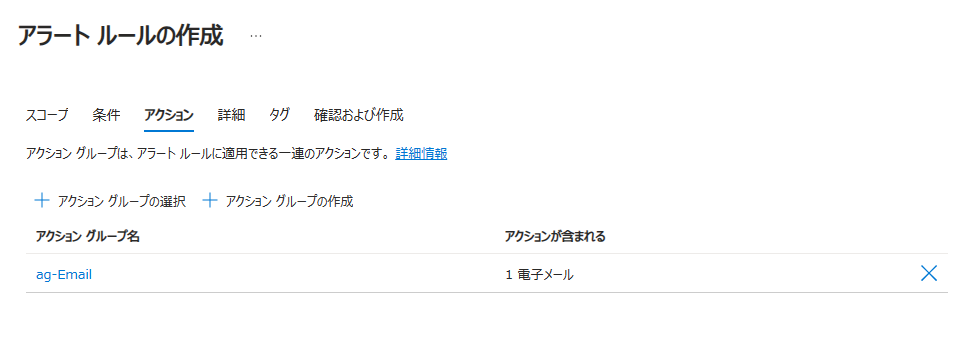 アラート ルールの作成 …
スコープ 条件 アクション 詳細 タグ 確認および作成
アクション グループは、アラート ルールに適用できる一連のアクションです。 詳細情報
＋ アクション グループの選択 ＋ アクション グループの作成
アクション グループ名 アクションが含まれる
ag-Email 1 電子メール